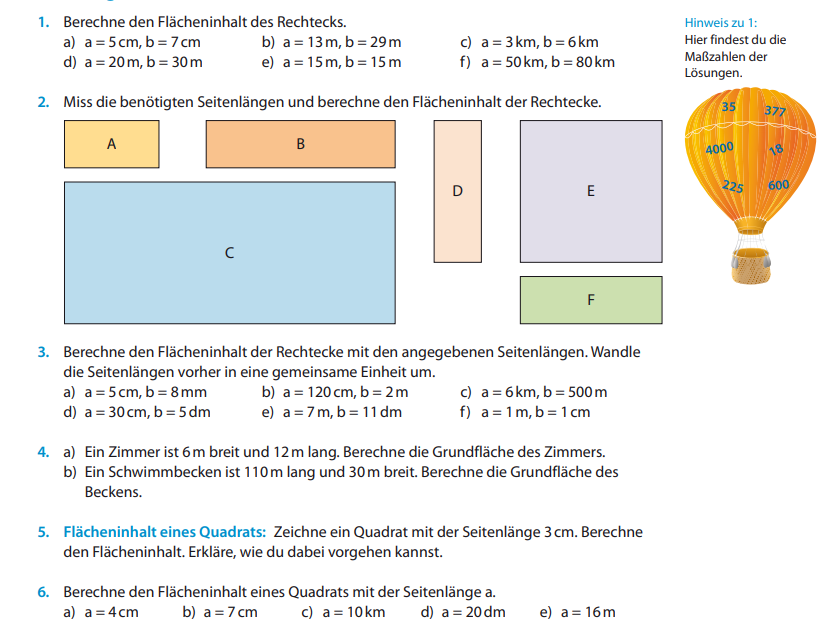 1. Berechne den Flächeninhalt des Rechtecks.
a) a = 5 cm, b = 7 cm b) a = 13 m, b = 29 m c) a = 3 km, b = 6 km
d) a = 20 m, b = 30 m e) a = 15 m, b = 15 m f) a = 50 km, b = 80 km
Hinweis zu 1:
Hier findest du die
Maßzahlen der
Lösungen.
35 377
4000 18
225 600
2. Miss die benötigten Seitenlängen und berechne den Flächeninhalt der Rechtecke.
A
B
C
D
E
F
3. Berechne den Flächeninhalt der Rechtecke mit den angegebenen Seitenlängen. Wandle
die Seitenlängen vorher in eine gemeinsame Einheit um.
a) a = 5 cm, b = 8 mm b) a = 120 cm, b = 2 m c) a = 6 km, b = 500 m
d) a = 30 cm, b = 5 dm e) a = 7 m, b = 11 dm f) a = 1 m, b = 1 cm
4. a) Ein Zimmer ist 6 m breit und 12 m lang. Berechne die Grundfläche des Zimmers.
b) Ein Schwimmbecken ist 110 m lang und 30 m breit. Berechne die Grundfläche des
Beckens.
5. Flächeninhalt eines Quadrats: Zeichne ein Quadrat mit der Seitenlänge 3 cm. Berechne
den Flächeninhalt. Erkläre, wie du dabei vorgehen kannst.
6. Berechne den Flächeninhalt eines Quadrats mit der Seitenlänge a.
a) a = 4 cm b) a = 7 cm c) a = 10 km d) a = 20 dm e) a = 16 m